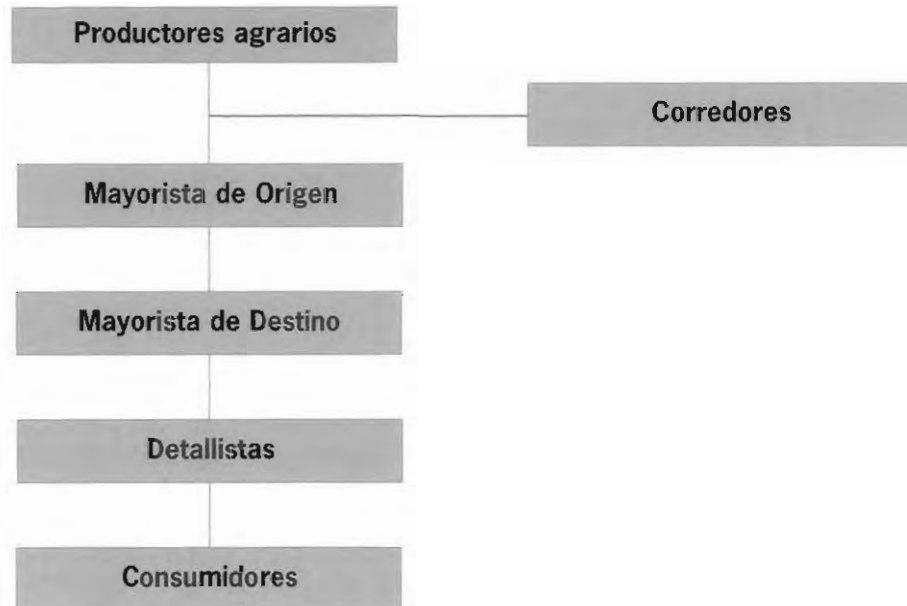 Productores agrarios
Corredores
Mayorista de Origen
Mayorista de Destino
Detallistas
Consumidores